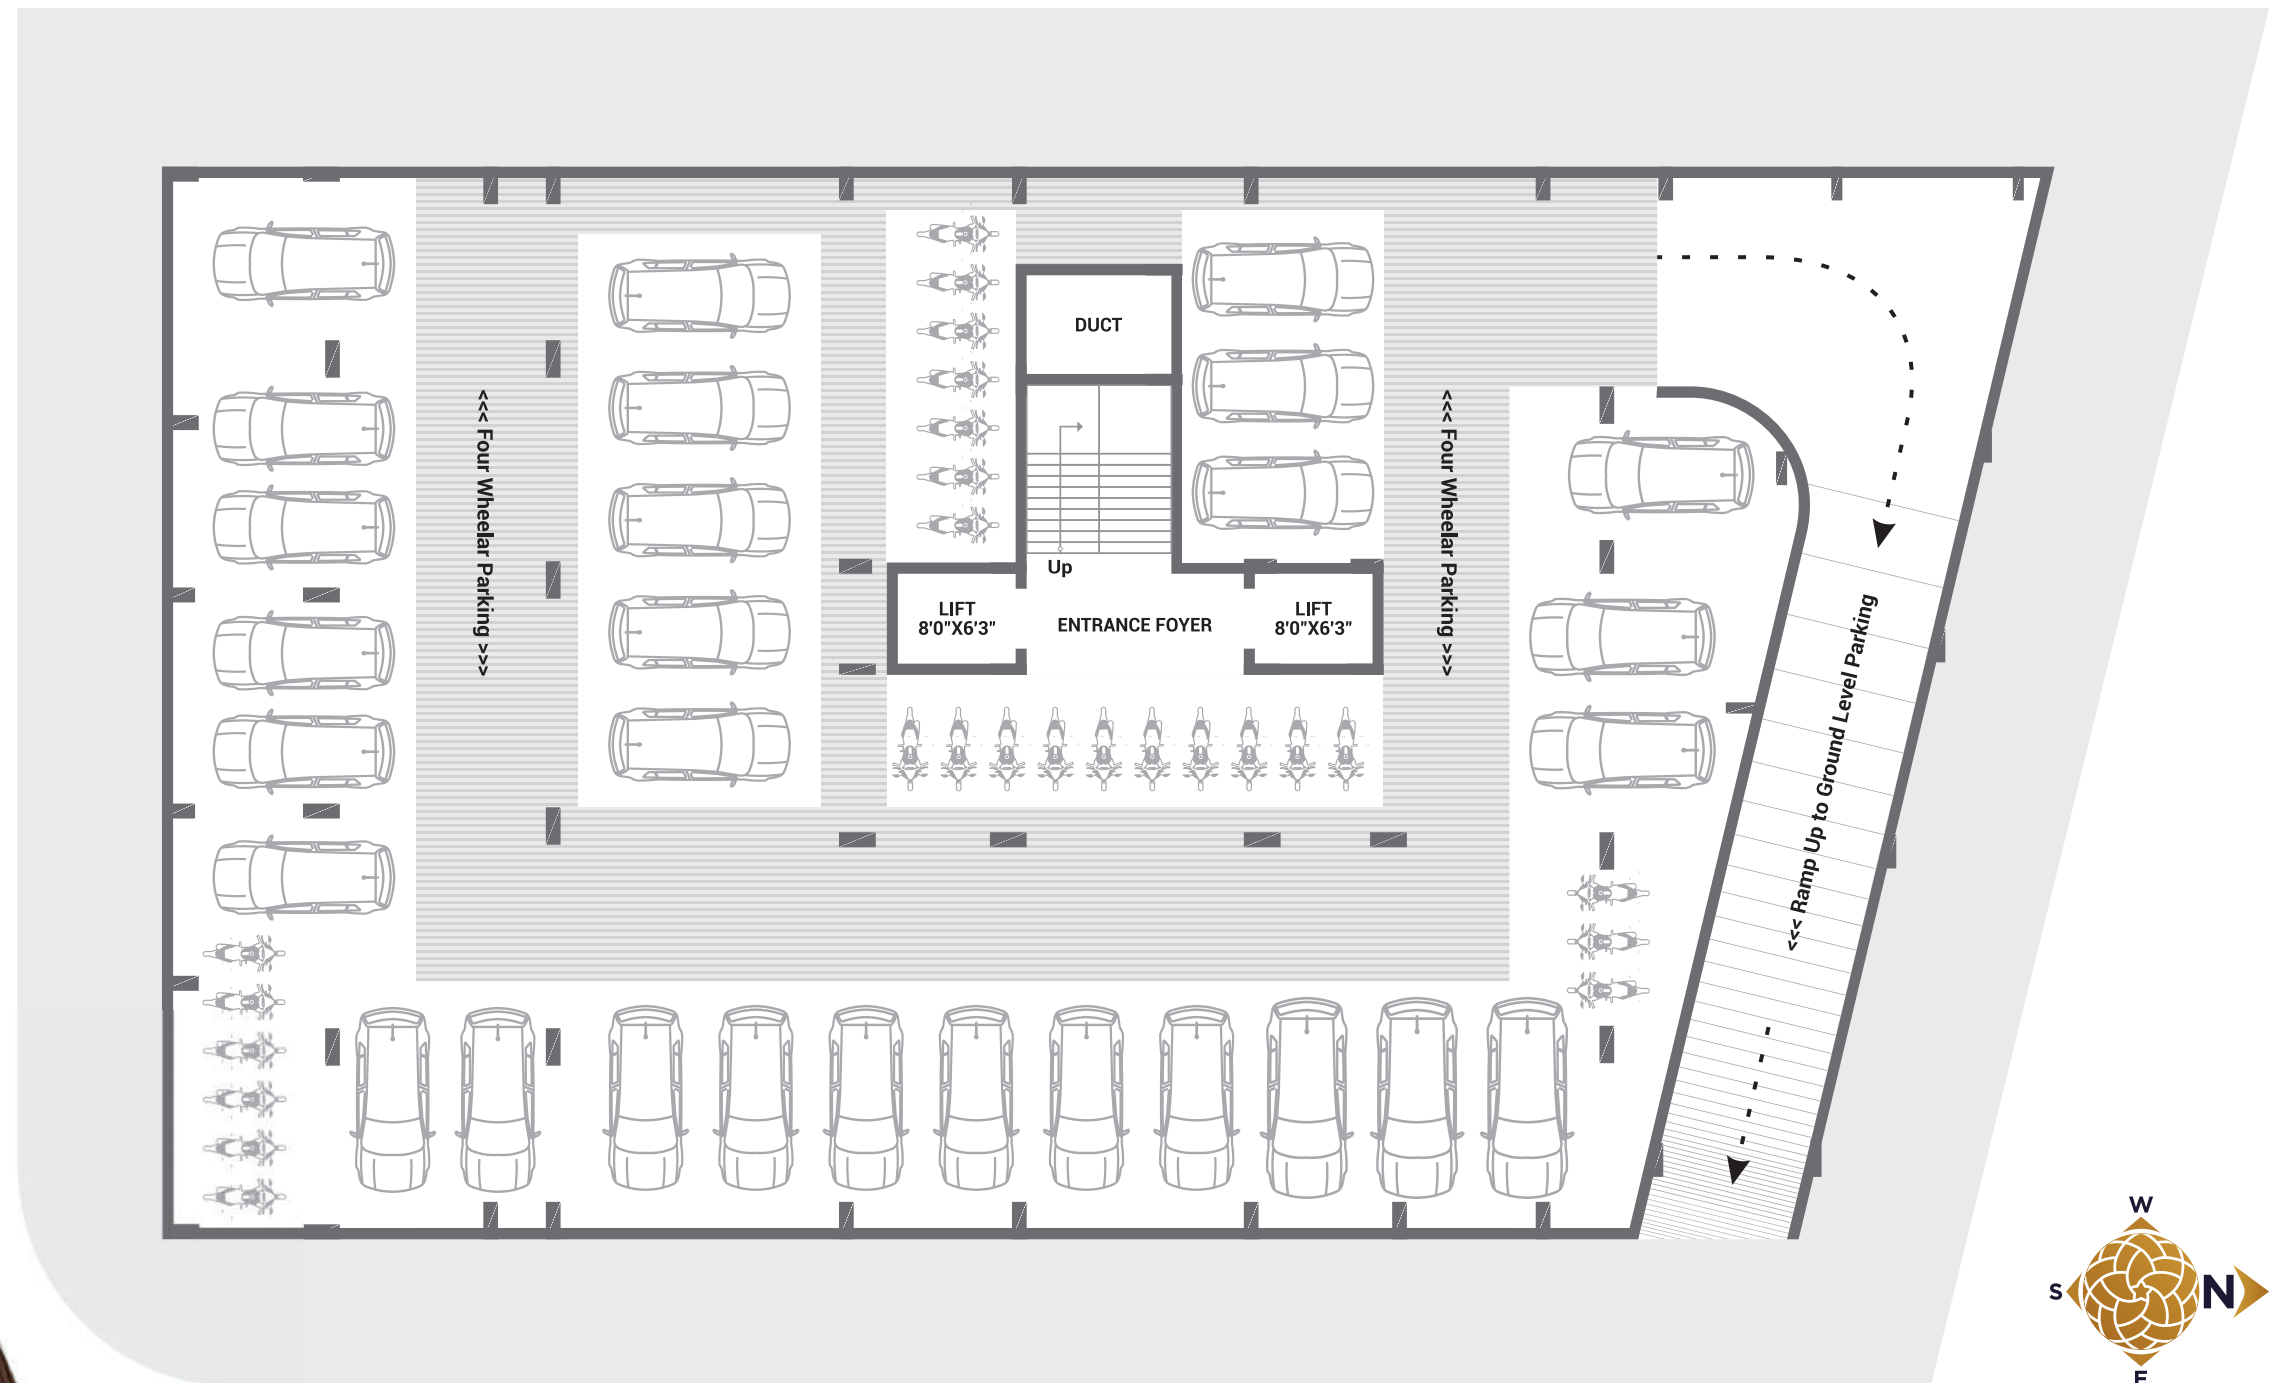 DUCT
<<< Four Wheelar Parking >>>
<<< Four Wheelar Parking >>>
Up
LIFT
8'0"X6'3"
ENTRANCE FOYER
LIFT
8'0"X6'3"
<<< Ramp Up to Ground Level Parking
W
S
N
E